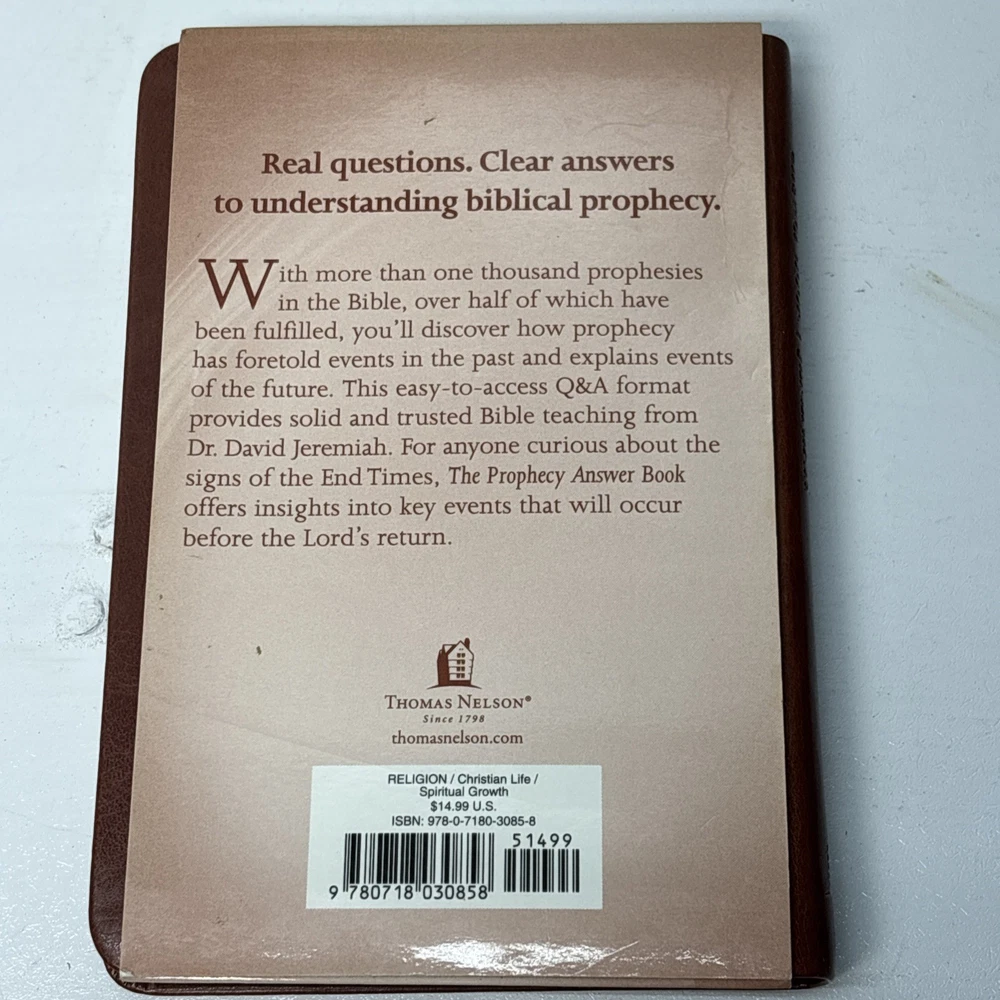 Real questions. Clear answers
to understanding biblical prophecy.
With more than one thousand prophesies
in the Bible, over half of which have
been fulfilled, you'll discover how prophecy
has foretold events in the past and explains events
of the future. This easy-to-access Q&A format
provides solid and trusted Bible teaching from
Dr. David Jeremiah. For anyone curious about the
signs of the End Times, The Prophecy Answer Book
offers insights into key events that will occur
before the Lord's return.
THOMAS NELSON®
Since 1798
thomasnelson.com
RELIGION / Christian Life /
Spiritual Growth
$14.99 U.S.
ISBN: 978-0-7180-3085-8
51499
9 780718 030858